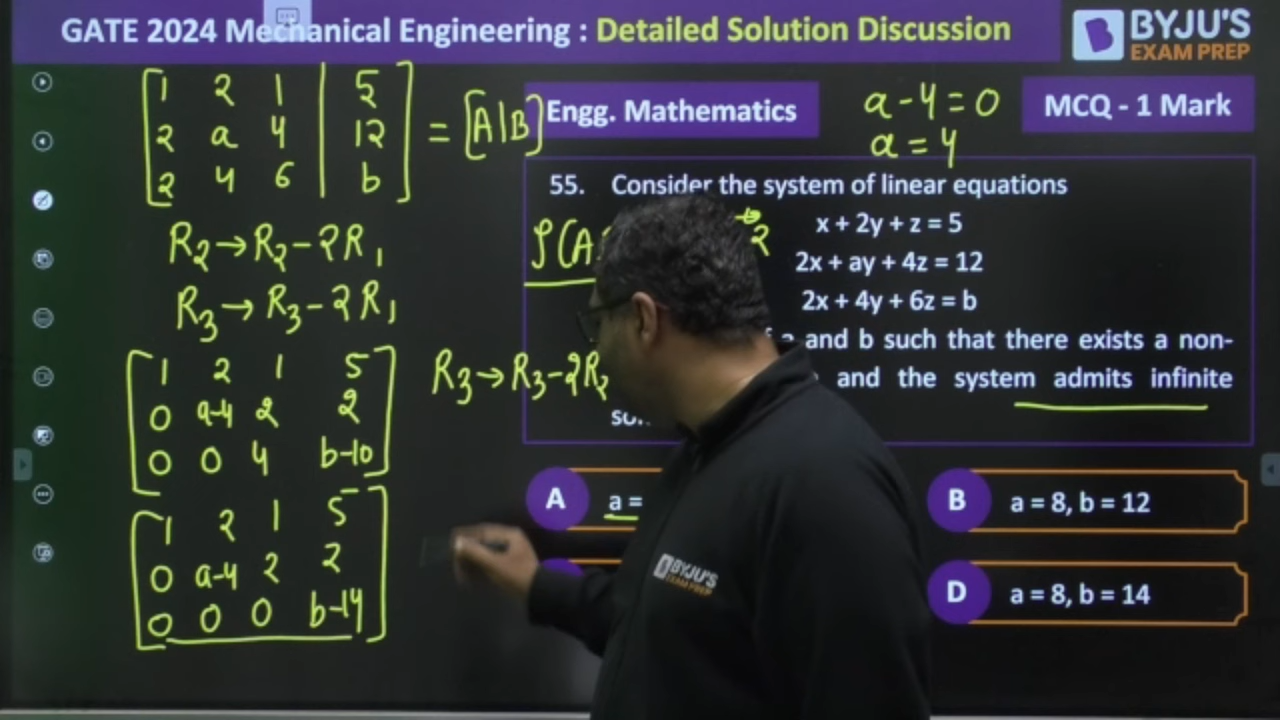 GATE 2024 Mechanical Engineering : Detailed Solution Discussion
BYJU'S
EXAM PREP
1 2 1 | 5
2 a 4 | 12
2 4 6 | b
= [A|B]
R2 → R2 - 2R1
R3 → R3 - 2R1
1 2 1 5
0 a-4 2 2
0 0 4 b-10
R3 → R3 - 2R2
1 2 1 5
0 a-4 2 2
0 0 0 b-14
Engg. Mathematics
a - 4 = 0
a = 4
MCQ - 1 Mark
55. Consider the system of linear equations
x + 2y + z = 5
2x + ay + 4z = 12
2x + 4y + 6z = b
ρ(A 2
and b such that there exists a non-
and the system admits infinite
A a =
B a = 8, b = 12
D a = 8, b = 14
BYJU'S
EXAM PREP